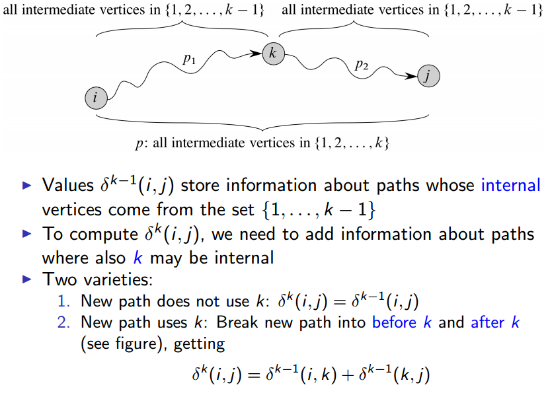 all intermediate vertices in {1, 2, . . . , k − 1} all intermediate vertices in {1, 2, . . . , k − 1}
p₁ k p₂
i j
p: all intermediate vertices in {1, 2, . . . , k}
▶ Values δᵏ⁻¹(i, j) store information about paths whose internal
vertices come from the set {1, . . . , k − 1}
▶ To compute δᵏ(i, j), we need to add information about paths
where also k may be internal
▶ Two varieties:
1. New path does not use k: δᵏ(i, j) = δᵏ⁻¹(i, j)
2. New path uses k: Break new path into before k and after k
(see figure), getting
δᵏ(i, j) = δᵏ⁻¹(i, k) + δᵏ⁻¹(k, j)